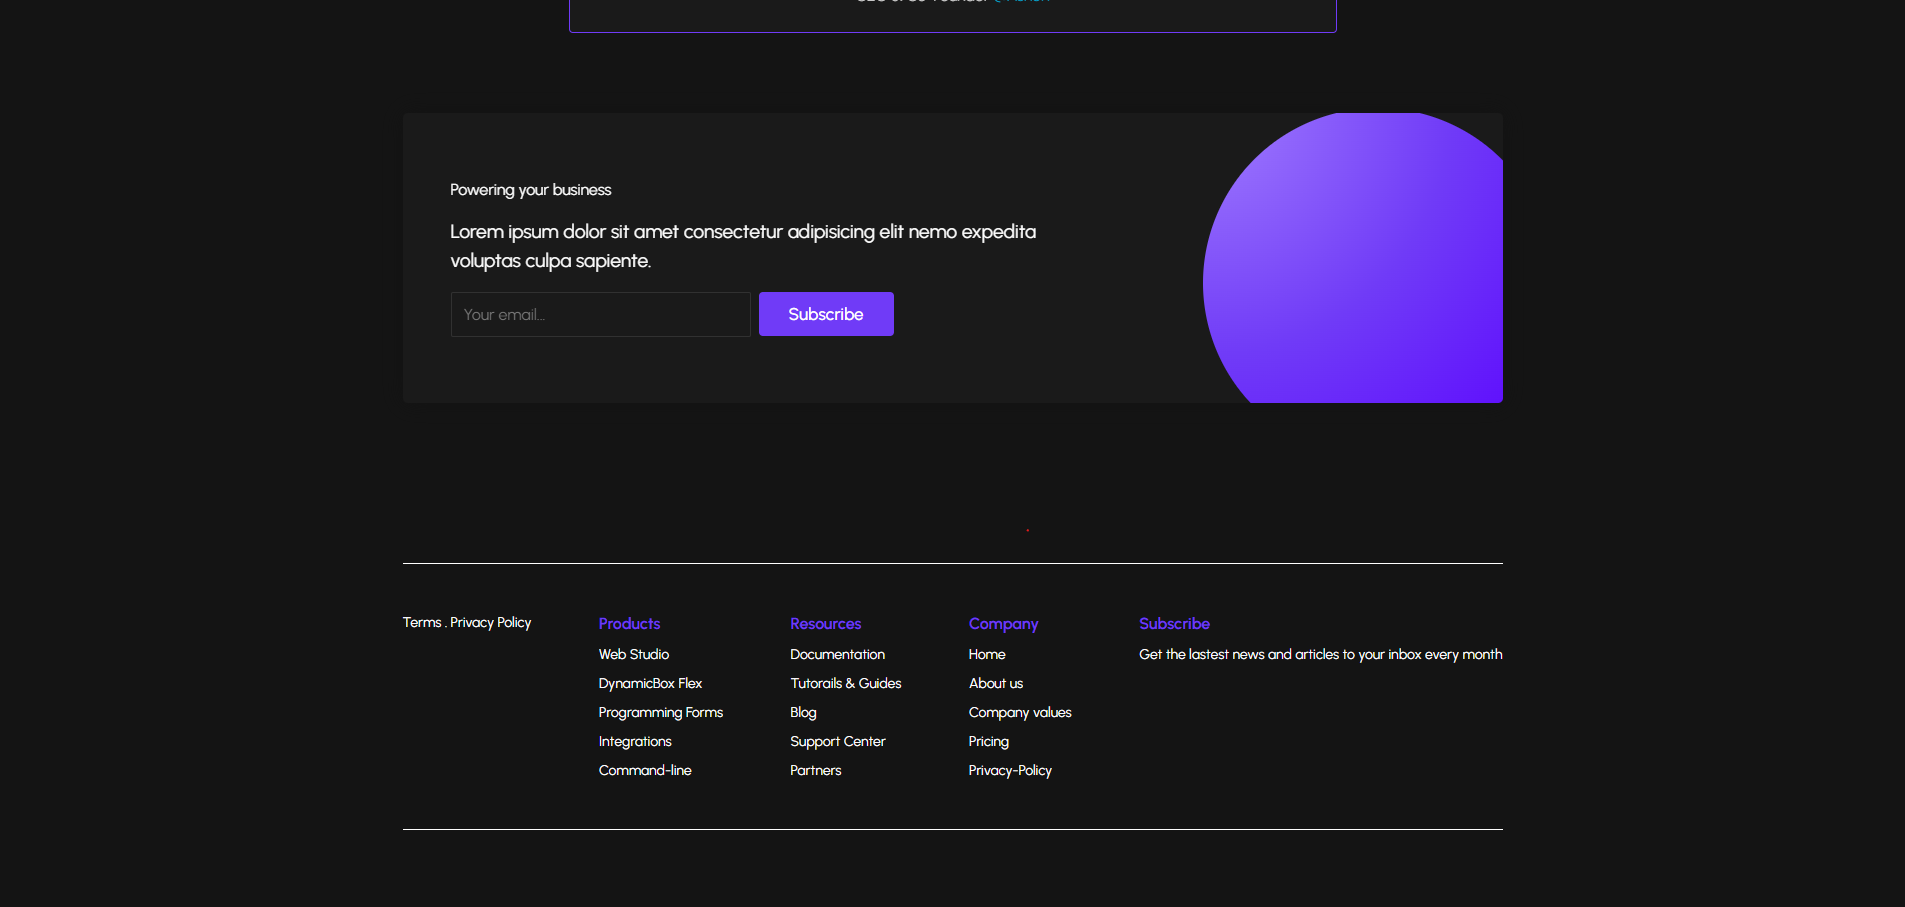 Powering your business
Lorem ipsum dolor sit amet consectetur adipisicing elit nemo expedita
voluptas culpa sapiente.
Your email...
Subscribe
Terms . Privacy Policy
Products
Web Studio
DynamicBox Flex
Programming Forms
Integrations
Command-line
Resources
Documentation
Tutorails & Guides
Blog
Support Center
Partners
Company
Home
About us
Company values
Pricing
Privacy-Policy
Subscribe
Get the lastest news and articles to your inbox every month